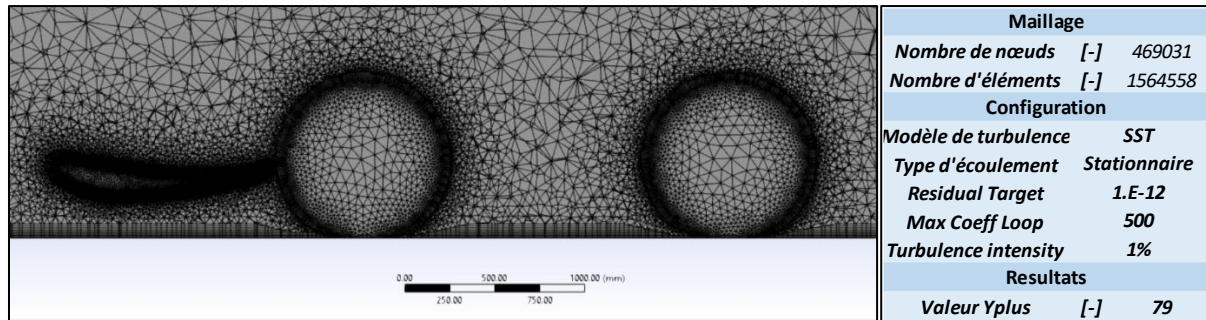 0.00 500.00 1000.00 (mm)
250.00 750.00
Maillage
Nombre de nœuds [-] 469031
Nombre d'éléments [-] 1564558
Configuration
Modèle de turbulence SST
Type d'écoulement Stationnaire
Residual Target 1.E-12
Max Coeff Loop 500
Turbulence intensity 1%
Resultats
Valeur Yplus [-] 79